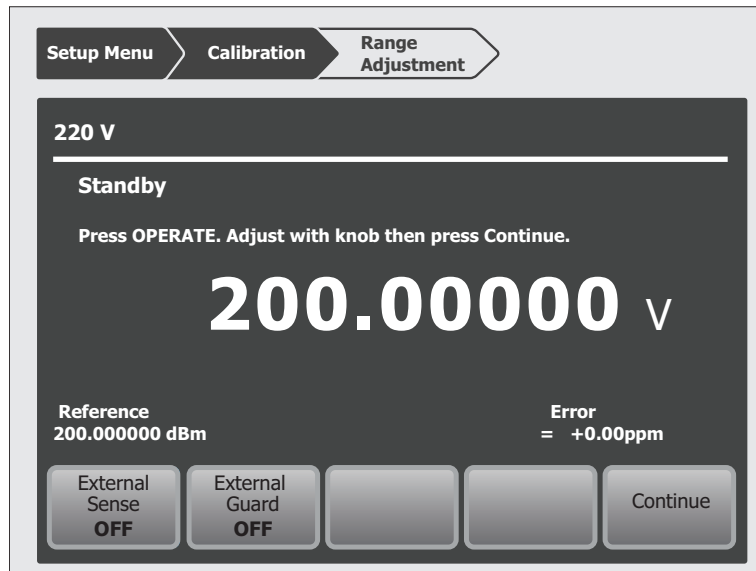 Setup Menu
Calibration
Range
Adjustment
220 V
Standby
Press OPERATE. Adjust with knob then press Continue.
200.00000 V
Reference
200.000000 dBm
Error
= +0.00ppm
External
Sense
OFF
External
Guard
OFF
Continue